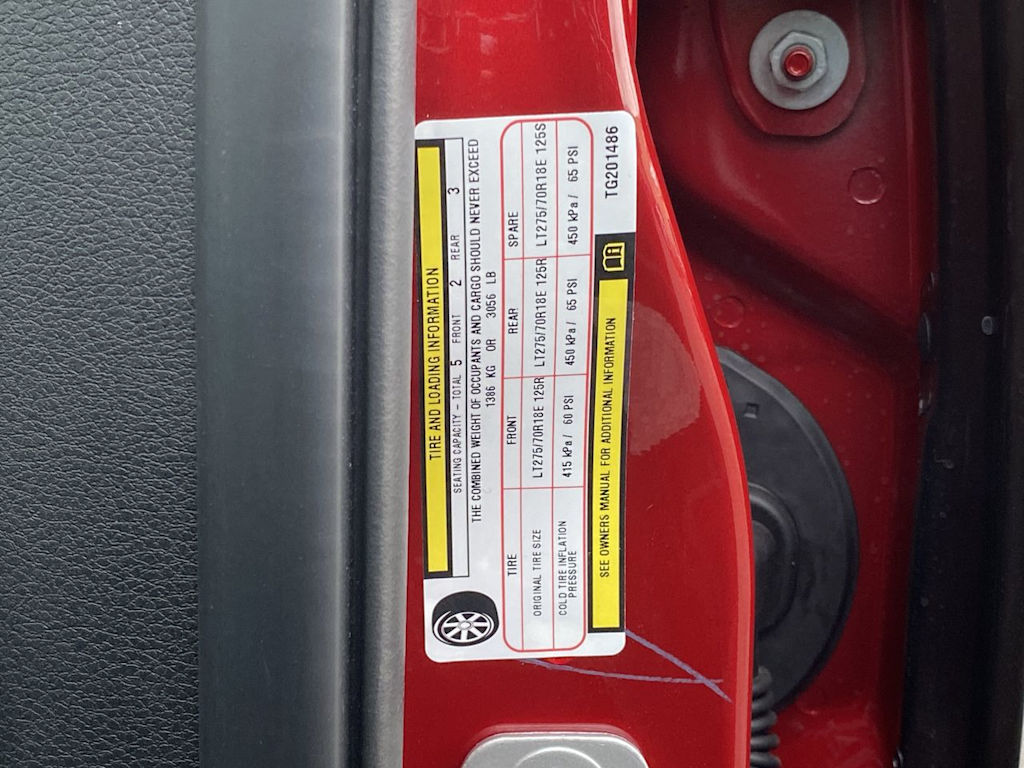 TIRE AND LOADING INFORMATION
SEATING CAPACITY - TOTAL 5 FRONT 2 REAR 3
THE COMBINED WEIGHT OF OCCUPANTS AND CARGO SHOULD NEVER EXCEED
1386 KG OR 3056 LB
TIRE FRONT REAR SPARE
ORIGINAL TIRE SIZE LT275/70R18E 125R LT275/70R18E 125R LT275/70R18E 125S
COLD TIRE INFLATION PRESSURE 415 kPa/ 60 PSI 450 kPa/ 65 PSI 450 kPa/ 65 PSI
SEE OWNERS MANUAL FOR ADDITIONAL INFORMATION
TG201486